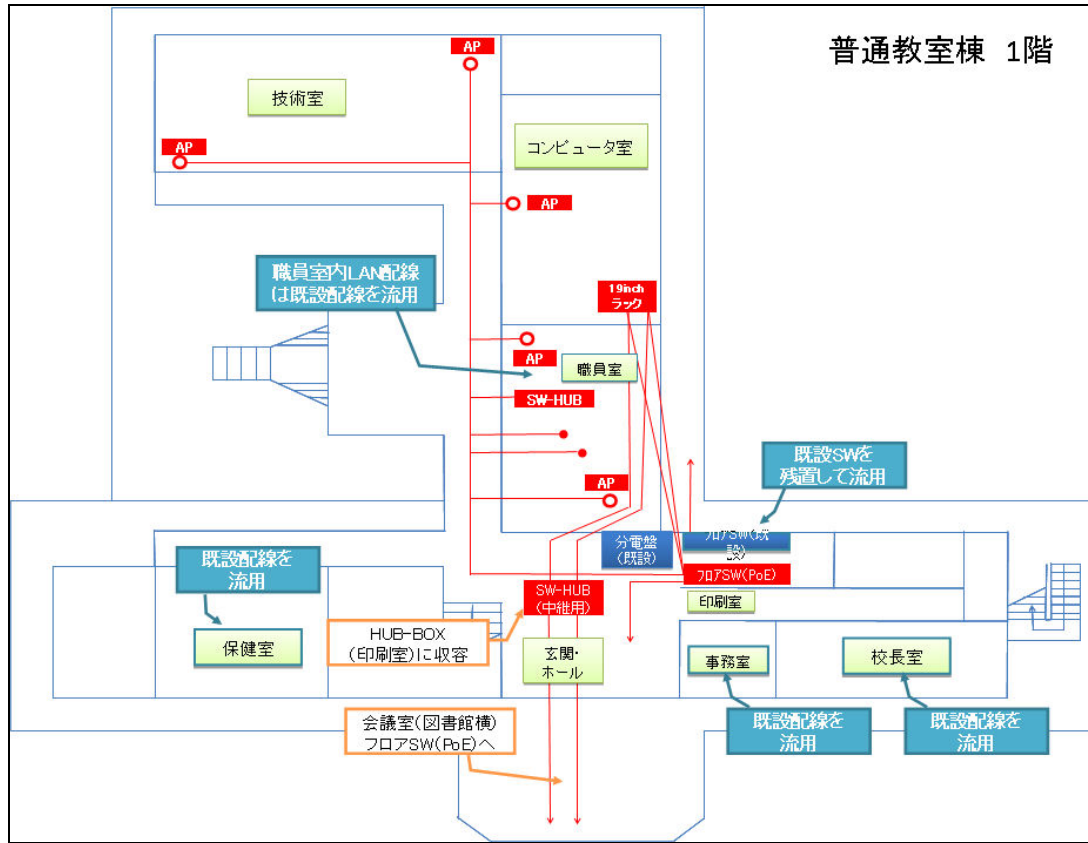 普通教室棟 1階
AP
技術室
コンピュータ室
AP
AP
職員室内LAN配線
は既設配線を流用
19inch
ラック
AP
職員室
SW-HUB
既設SWを
残置して流用
AP
分電盤
(既設)
フロアSW(既
設)
既設配線を
流用
フロアSW(PoE)
SW-HUB
(中継用)
印刷室
HUB-BOX
(印刷室)に収容
保健室
玄関・
ホール
事務室
校長室
会議室(図書館横)
フロアSW(PoE)へ
既設配線を
流用
既設配線を
流用